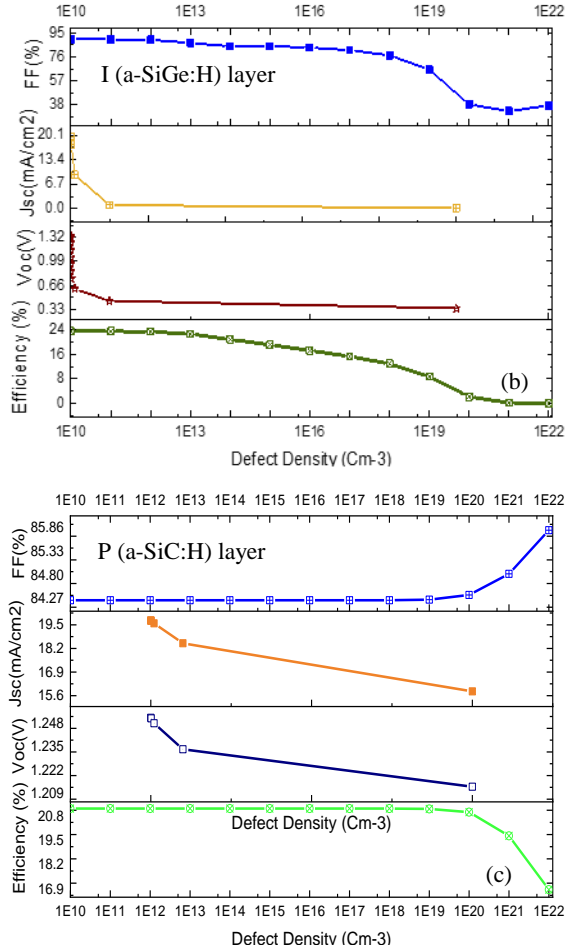 1E10 1E13 1E16 1E19 1E22
FF(%)
95
76
57
38
I (a-SiGe:H) layer
Jsc(mA/cm2)
20.1
13.4
6.7
0.0
Voc(V)
1.32
0.99
0.66
0.33
Efficiency (%)
24
16
8
0
(b)
1E10 1E13 1E16 1E19 1E22
Defect Density (Cm-3)
1E10 1E11 1E12 1E13 1E14 1E15 1E16 1E17 1E18 1E19 1E20 1E21 1E22
FF(%)
85.86
85.33
84.80
84.27
P (a-SiC:H) layer
Jsc(mA/cm2)
19.5
18.2
16.9
15.6
Voc(V)
1.248
1.235
1.222
1.209
Efficiency (%)
20.8
19.5
18.2
16.9
Defect Density (Cm-3)
(c)
1E10 1E11 1E12 1E13 1E14 1E15 1E16 1E17 1E18 1E19 1E20 1E21 1E22
Defect Density (Cm-3)